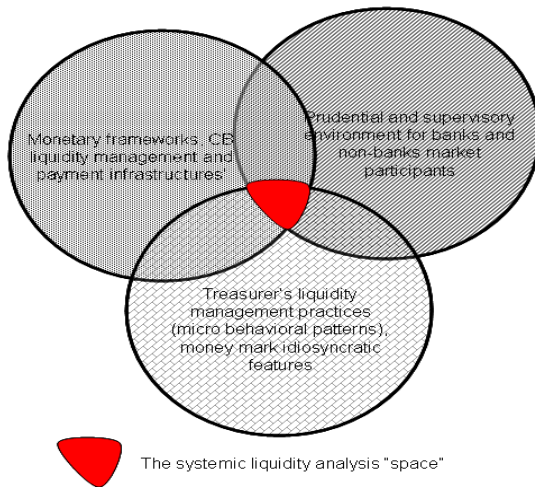 Monetary frameworks, CB
liquidity management and
payment infrastructures'
Prudential and supervisory
environment for banks and
non-banks market
participants
Treasurer's liquidity
management practices
(micro behavioral patterns),
money mark idiosyncratic
features
The systemic liquidity analysis "space"